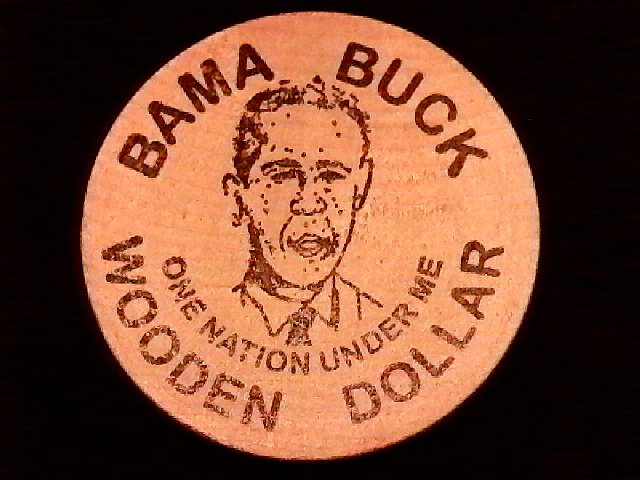 BAMA BUCK
ONE NATION UNDER ME
WOODEN DOLLAR